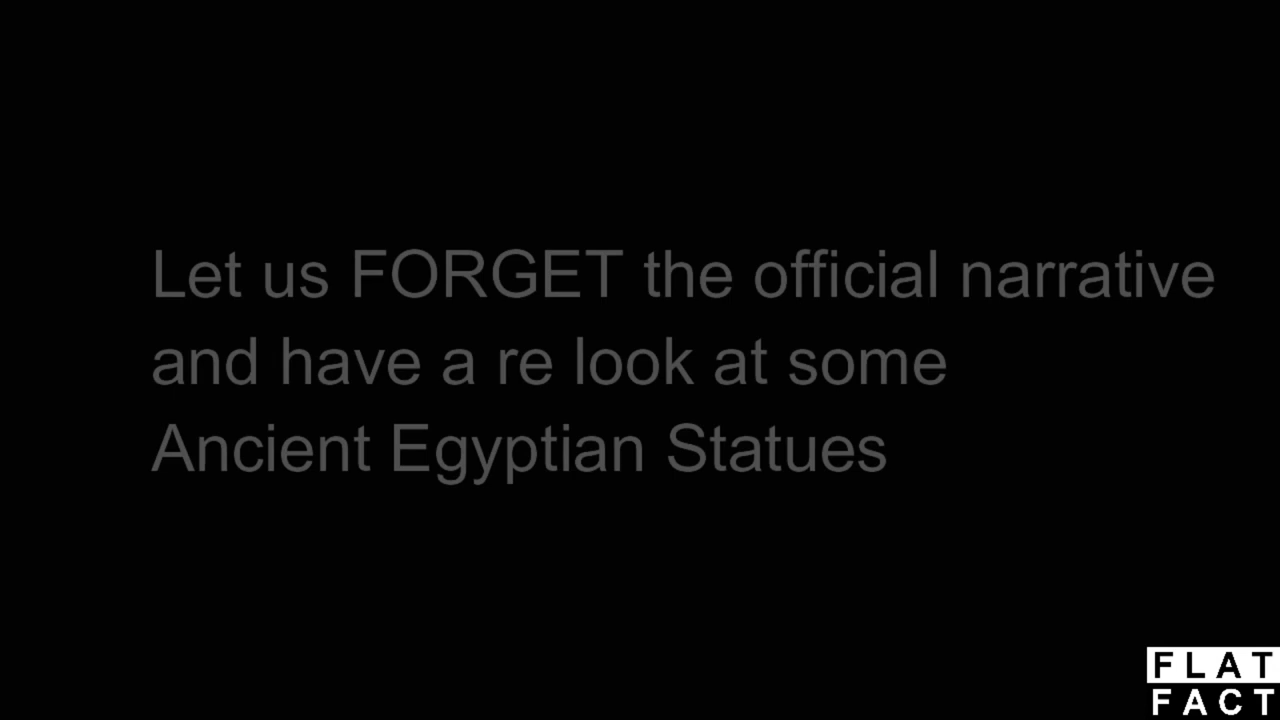 Let us FORGET the official narrative
and have a re look at some
Ancient Egyptian Statues
FLAT
FACT